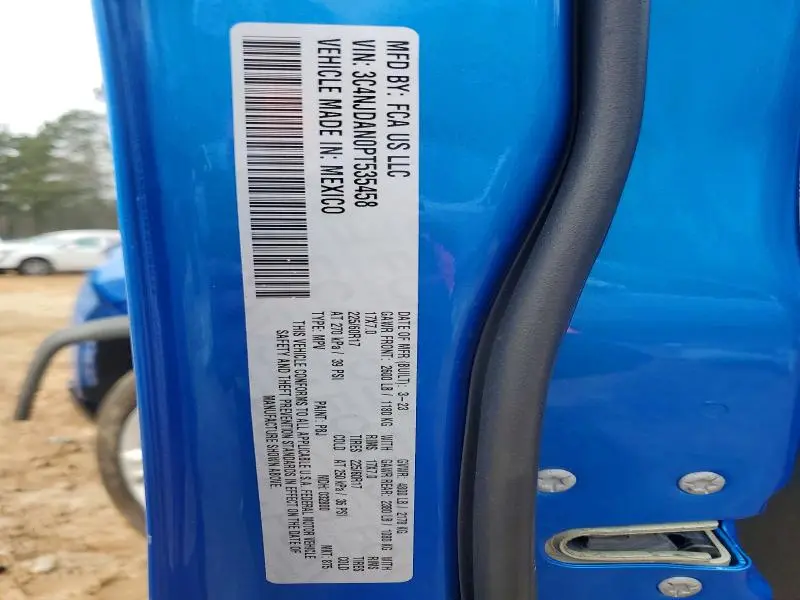 MFD BY: FCA US LLC
VIN: 3C4NJDAN0PT535458
VEHICLE MADE IN: MEXICO
DATE OF MFR (BUILT): 3-23
GVWR: LB / 2170 KG
GAWR FRONT: 2601 LB / 1180 KG WITH
GAWR REAR: LB / 1080 KG WITH
17X7.0 RIMS 17X7.0 RIMS
225/60R17 TIRES 225/60R17 TIRES
AT 270 kPa / 39 PSI COLD AT 250 kPa / 36 PSI COLD
TYPE: MPV PAINT: PBJ MDH: 032800 MKT: 875
THIS VEHICLE CONFORMS TO ALL APPLICABLE U.S.A. FEDERAL MOTOR VEHICLE
SAFETY AND THEFT PREVENTION STANDARDS IN EFFECT ON THE DATE OF
MANUFACTURE SHOWN ABOVE.